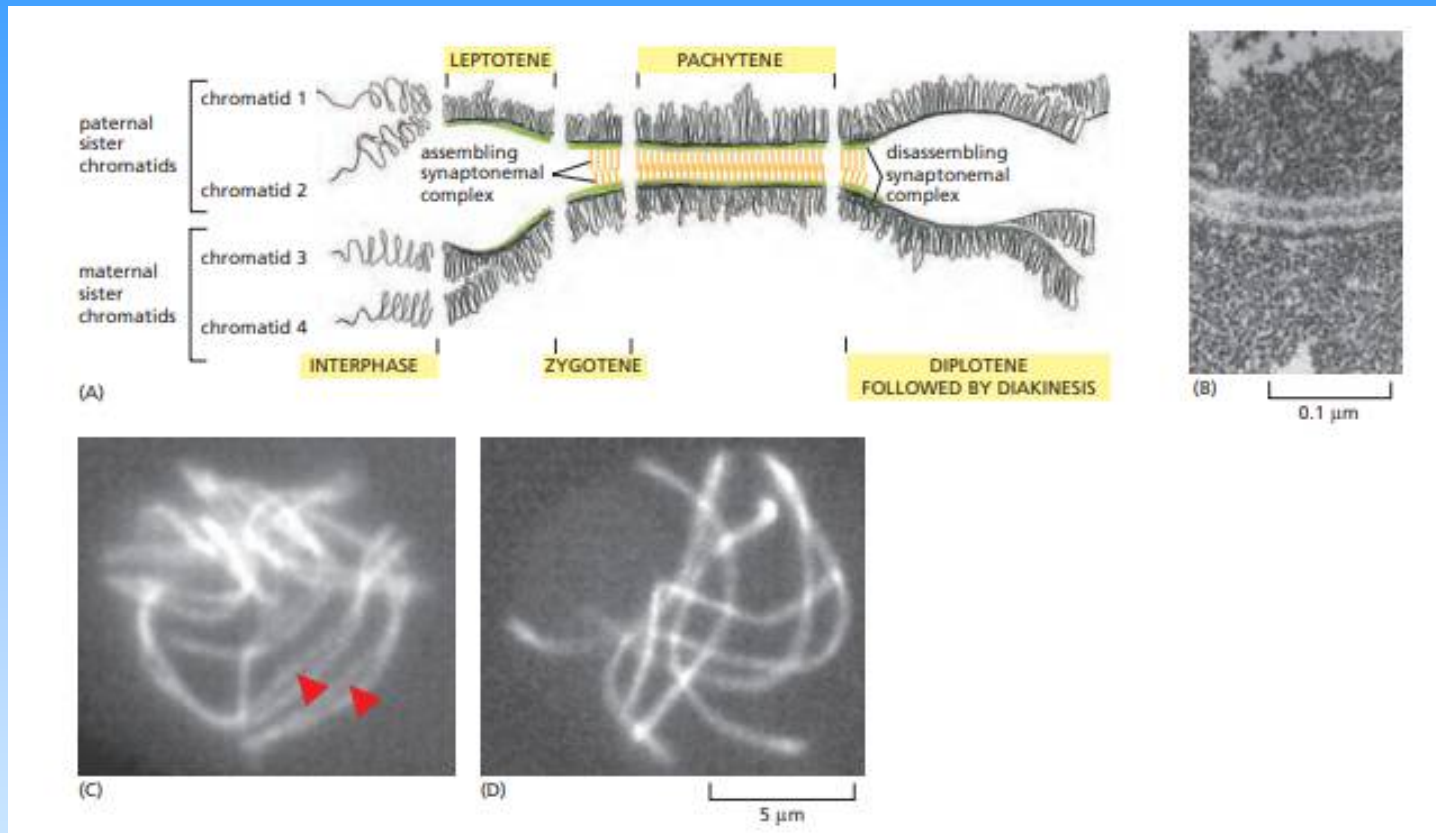 LEPTOTENE
PACHYTENE
chromatid 1
paternal
sister
chromatids
assembling
synaptonemal
complex
disassembling
synaptonemal
complex
chromatid 2
chromatid 3
maternal
sister
chromatids
chromatid 4
INTERPHASE
ZYGOTENE
DIPLOTENE
FOLLOWED BY DIAKINESIS
(A)
(B)
0.1 µm
(C)
(D)
5 µm